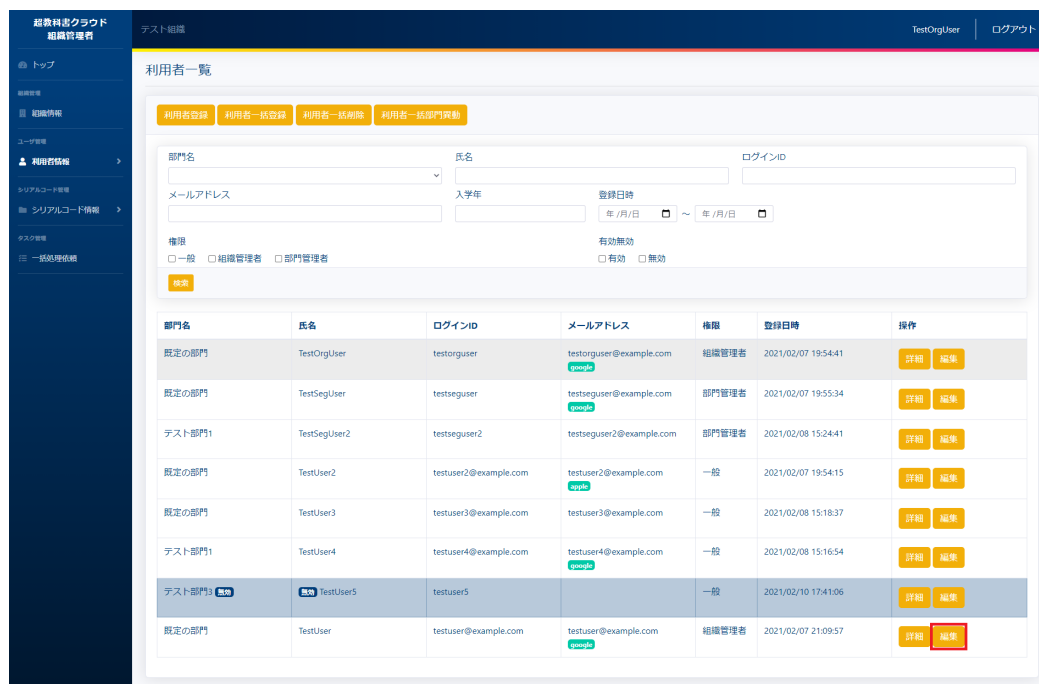 超教科書クラウド
組織管理者
テスト組織
TestOrgUser
ログアウト
トップ
組織管理
組織情報
ユーザ管理
利用者情報
シリアルコード管理
シリアルコード情報
タスク管理
一括処理依頼
利用者一覧
利用者登録 利用者一括登録 利用者一括削除 利用者一括部門異動
部門名 氏名 ログインID
メールアドレス 入学年 登録日時
年 /月/日 ～ 年 /月/日
権限 有効無効
一般 組織管理者 部門管理者 有効 無効
検索
部門名 氏名 ログインID メールアドレス 権限 登録日時 操作
既定の部門 TestOrgUser testorguser testorguser@example.com 組織管理者 2021/02/07 19:54:41 詳細 編集
google
既定の部門 TestSegUser testseguser testseguser@example.com 部門管理者 2021/02/07 19:55:34 詳細 編集
google
テスト部門1 TestSegUser2 testseguser2 testseguser2@example.com 部門管理者 2021/02/08 15:24:41 詳細 編集
既定の部門 TestUser2 testuser2@example.com testuser2@example.com 一般 2021/02/07 19:54:15 詳細 編集
apple
既定の部門 TestUser3 testuser3@example.com testuser3@example.com 一般 2021/02/08 15:18:37 詳細 編集
テスト部門1 TestUser4 testuser4@example.com testuser4@example.com 一般 2021/02/08 15:16:54 詳細 編集
google
テスト部門3 無効 無効 TestUser5 testuser5 一般 2021/02/10 17:41:06 詳細 編集
既定の部門 TestUser testuser@example.com testuser@example.com 組織管理者 2021/02/07 21:09:57 詳細 編集
google